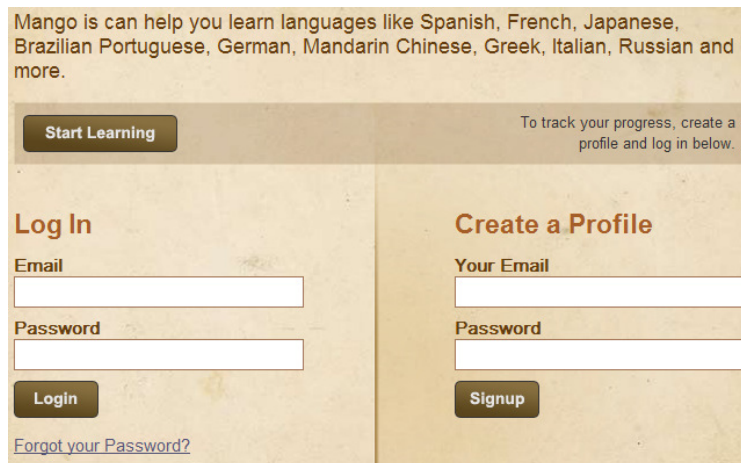 Mango is can help you learn languages like Spanish, French, Japanese,
Brazilian Portuguese, German, Mandarin Chinese, Greek, Italian, Russian and
more.
Start Learning
To track your progress, create a
profile and log in below.
Log In
Email
Password
Login
Forgot your Password?
Create a Profile
Your Email
Password
Signup